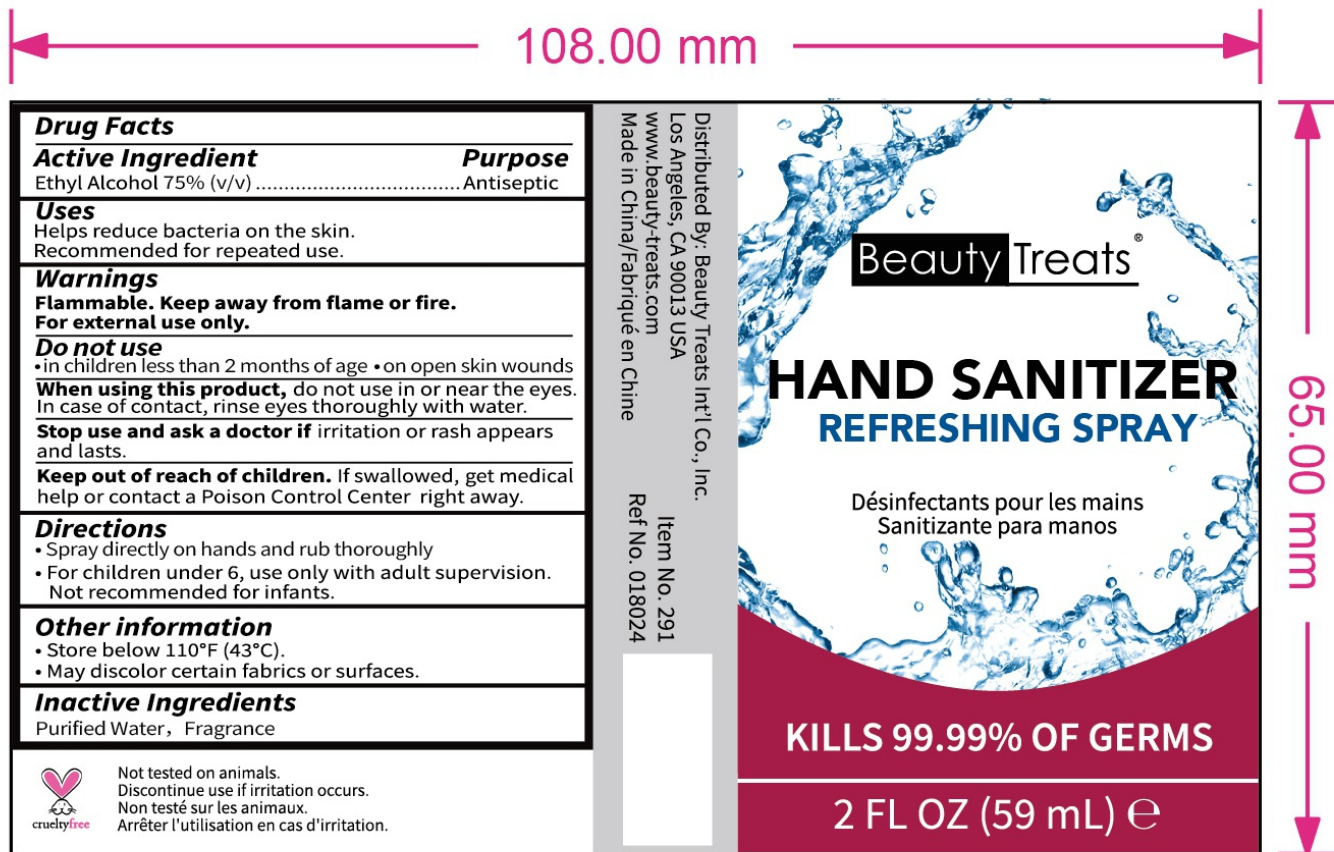 108.00 mm
Drug Facts
Active Ingredient Purpose
Ethyl Alcohol 75% (v/v) .................................... Antiseptic
Uses
Helps reduce bacteria on the skin.
Recommended for repeated use.
Warnings
Flammable. Keep away from flame or fire.
For external use only.
Do not use
• in children less than 2 months of age • on open skin wounds
When using this product, do not use in or near the eyes.
In case of contact, rinse eyes thoroughly with water.
Stop use and ask a doctor if irritation or rash appears
and lasts.
Keep out of reach of children. If swallowed, get medical
help or contact a Poison Control Center right away.
Directions
• Spray directly on hands and rub thoroughly
• For children under 6, use only with adult supervision.
Not recommended for infants.
Other information
• Store below 110°F (43°C).
• May discolor certain fabrics or surfaces.
Inactive Ingredients
Purified Water, Fragrance
crueltyfree
Not tested on animals.
Discontinue use if irritation occurs.
Non testé sur les animaux.
Arrêter l'utilisation en cas d'irritation.
Distributed By: Beauty Treats Int'l Co., Inc.
Los Angeles, CA 90013 USA
www.beauty-treats.com
Made in China/Fabriqué en Chine
Item No. 291
Ref No. 018024
Beauty Treats®
HAND SANITIZER
REFRESHING SPRAY
Désinfectants pour les mains
Sanitizante para manos
KILLS 99.99% OF GERMS
2 FL OZ (59 mL) ℮
65.00 mm